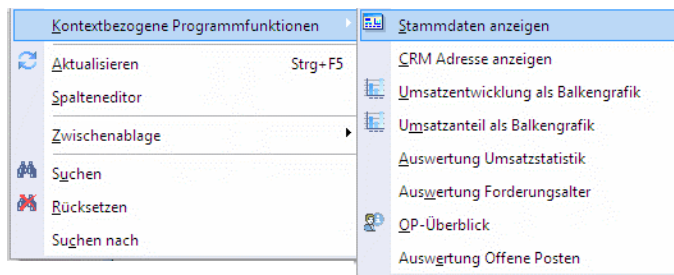 Kontextbezogene Programmfunktionen
Aktualisieren Strg+F5
Spalteneditor
Zwischenablage
Suchen
Rücksetzen
Suchen nach
Stammdaten anzeigen
CRM Adresse anzeigen
Umsatzentwicklung als Balkengrafik
Umsatzanteil als Balkengrafik
Auswertung Umsatzstatistik
Auswertung Forderungsalter
OP-Überblick
Auswertung Offene Posten